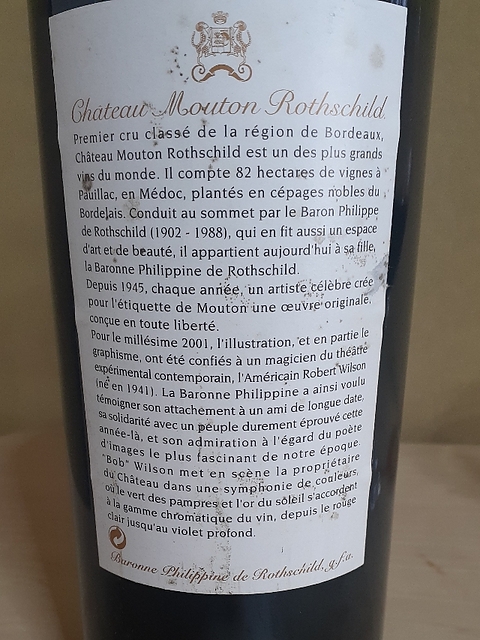 Château Mouton Rothschild
Premier cru classé de la région de Bordeaux,
Château Mouton Rothschild est un des plus grands
vins du monde. Il compte 82 hectares de vignes à
Pauillac, en Médoc, plantés en cépages nobles du
Bordelais. Conduit au sommet par le Baron Philippe
de Rothschild (1902 - 1988), qui en fit aussi un espace
d'art et de beauté, il appartient aujourd'hui à sa fille,
la Baronne Philippine de Rothschild.
Depuis 1945, chaque année, un artiste célèbre crée
pour l'étiquette de Mouton une œuvre originale,
conçue en toute liberté.
Pour le millésime 2001, l'illustration, et en partie le
graphisme, ont été confiés à un magicien du théâtre
expérimental contemporain, l'Américain Robert Wilson
(né en 1941). La Baronne Philippine a ainsi voulu
témoigner son attachement à un ami de longue date,
sa solidarité avec un peuple durement éprouvé cette
année-là, et son admiration à l'égard du poète
d'images le plus fascinant de notre époque.
"Bob" Wilson met en scène la propriétaire
du Château dans une symphonie de couleurs,
où le vert des pampres et l'or du soleil s'accordent
à la gamme chromatique du vin, depuis le rouge
clair jusqu'au violet profond.
Baronne Philippine de Rothschild, g.f.a.